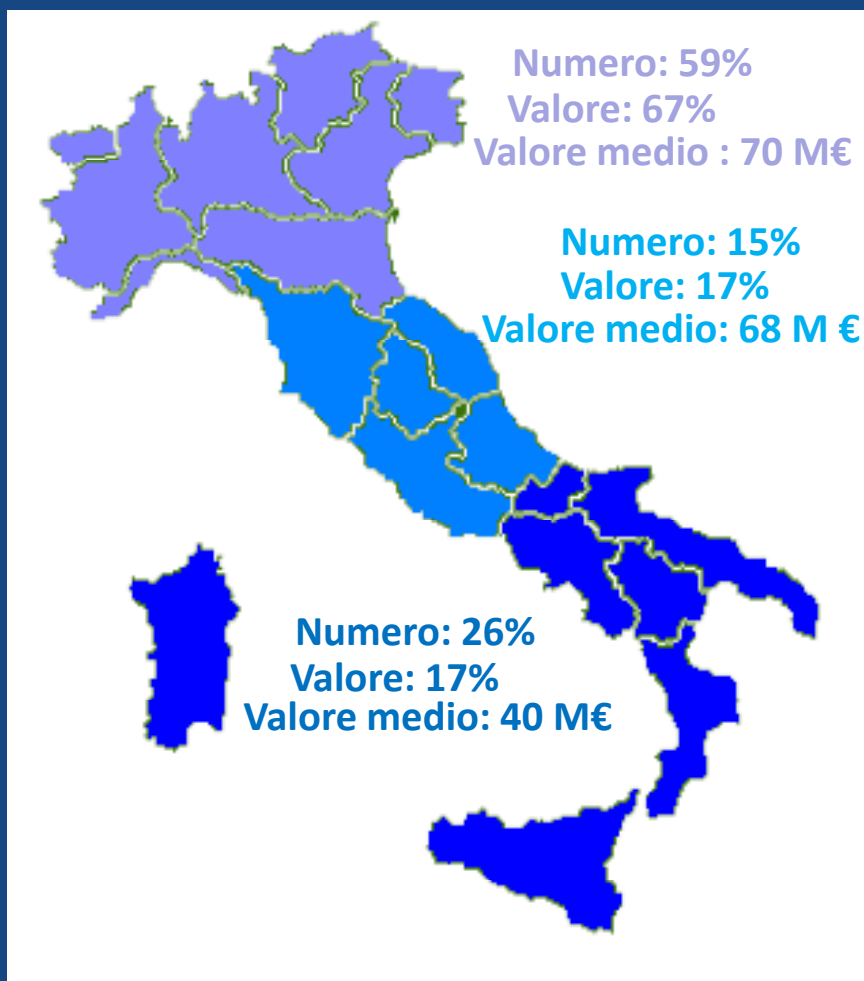 Numero: 59%
Valore: 67%
Valore medio : 70 M€
Numero: 15%
Valore: 17%
Valore medio: 68 M €
Numero: 26%
Valore: 17%
Valore medio: 40 M€